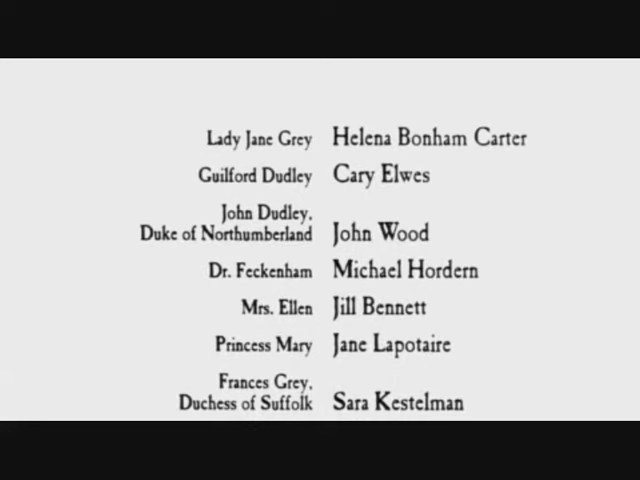 Lady Jane Grey Helena Bonham Carter
Guilford Dudley Cary Elwes
John Dudley,
Duke of Northumberland John Wood
Dr. Feckenham Michael Hordern
Mrs. Ellen Jill Bennett
Princess Mary Jane Lapotaire
Frances Grey,
Duchess of Suffolk Sara Kestelman